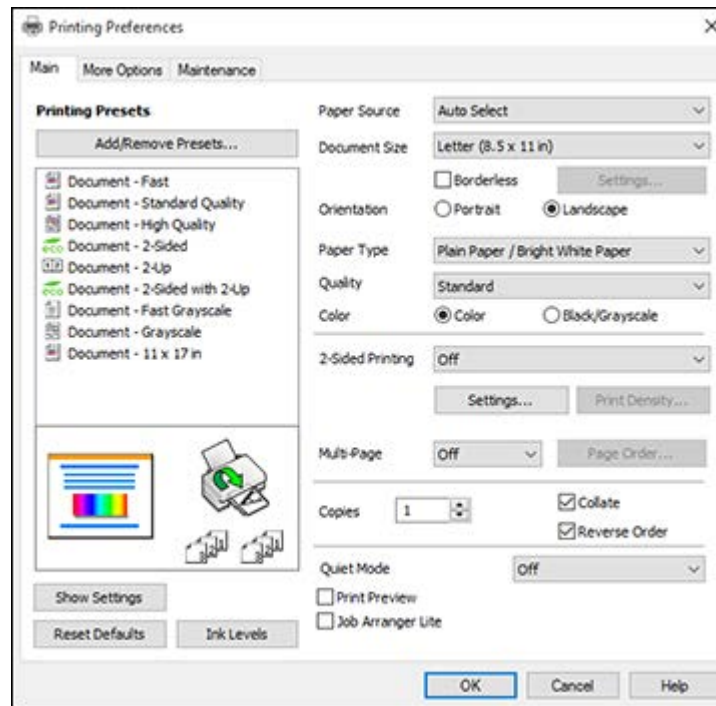 Printing Preferences
Main
More Options
Maintenance
Printing Presets
Add/Remove Presets...
Document - Fast
Document - Standard Quality
Document - High Quality
eco Document - 2-Sided
Document - 2-Up
eco Document - 2-Sided with 2-Up
Document - Fast Grayscale
Document - Grayscale
Document - 11 x 17 in
Show Settings
Reset Defaults
Ink Levels
Paper Source Auto Select
Document Size Letter (8.5 x 11 in)
Borderless Settings...
Orientation Portrait Landscape
Paper Type Plain Paper / Bright White Paper
Quality Standard
Color Color Black/Grayscale
2-Sided Printing Off
Settings... Print Density...
Multi-Page Off Page Order...
Copies 1 Collate
Reverse Order
Quiet Mode Off
Print Preview
Job Arranger Lite
OK Cancel Help